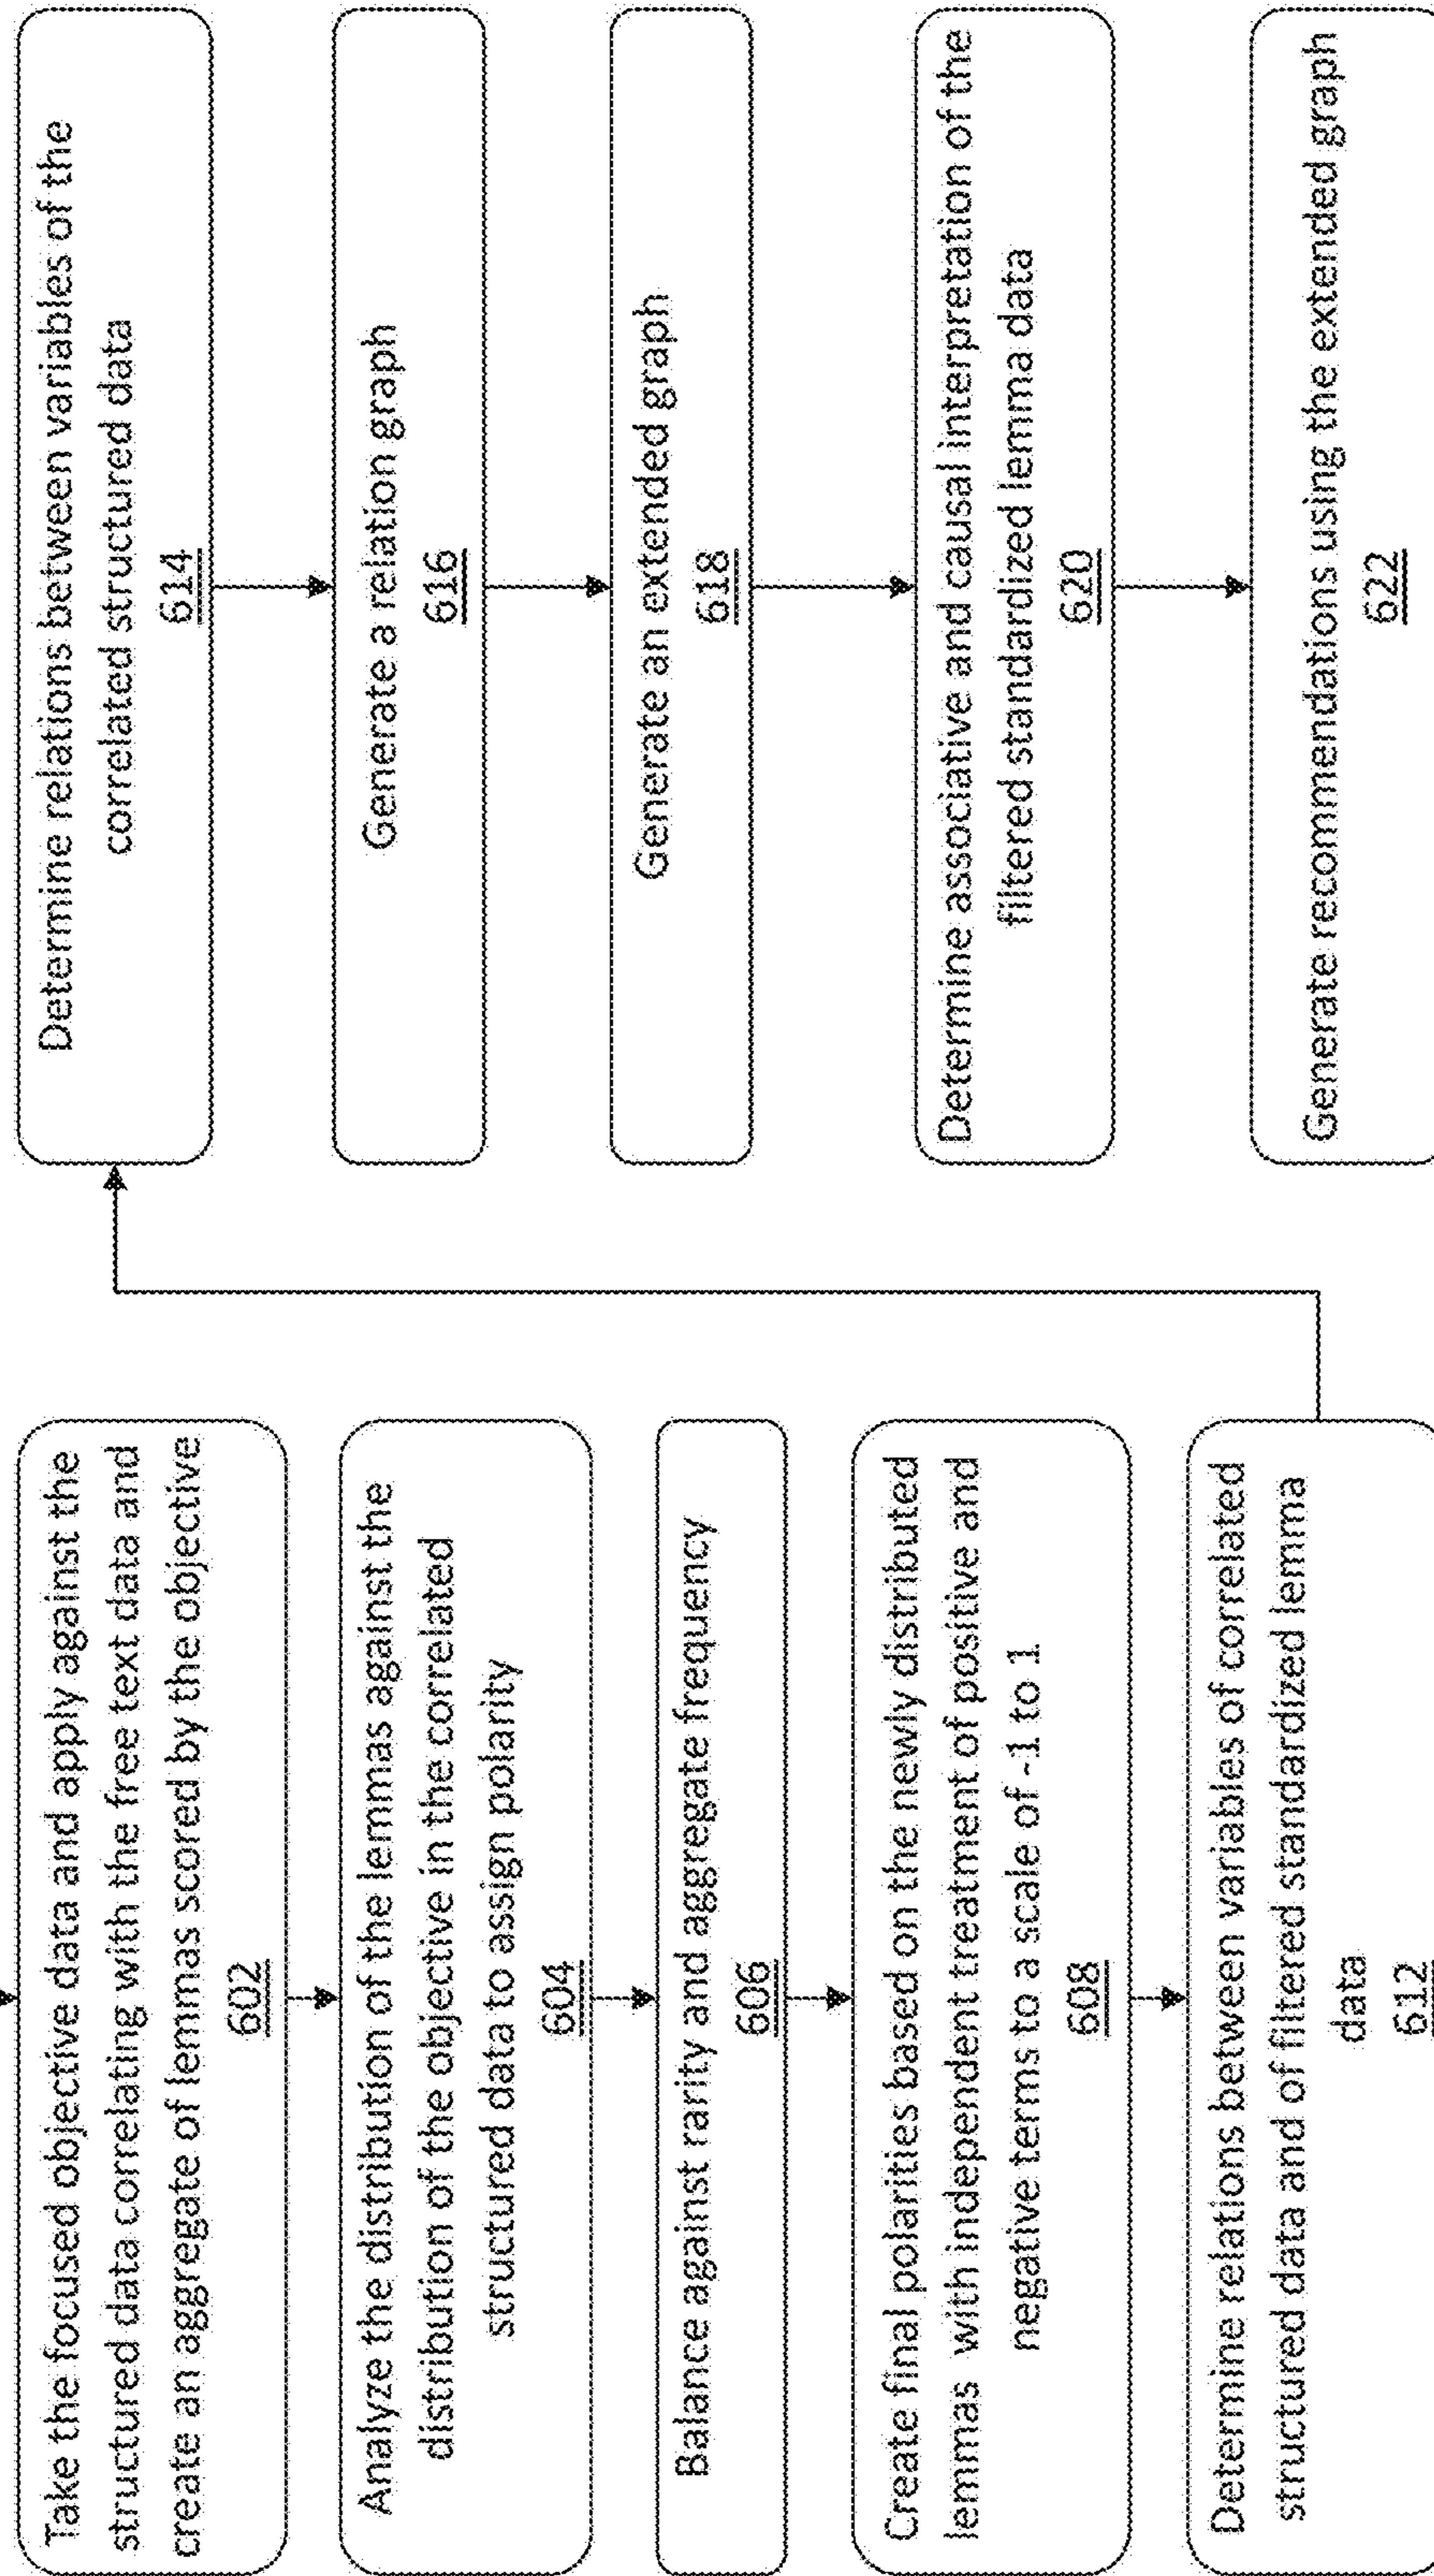 Take the focused objective data and apply against the
structured data correlating with the free text data and
create an aggregate of lemmas scored by the objective
602
Analyze the distribution of the lemmas against the
distribution of the objective in the correlated
structured data to assign polarity
604
Balance against rarity and aggregate frequency
606
Create final polarities based on the newly distributed
lemmas with independent treatment of positive and
negative terms to a scale of -1 to 1
608
Determine relations between variables of correlated
structured data and of filtered standardized lemma
data
612
Determine relations between variables of the
correlated structured data
614
Generate a relation graph
616
Generate an extended graph
618
Determine associative and causal interpretation of the
filtered standardized lemma data
620
Generate recommendations using the extended graph
622